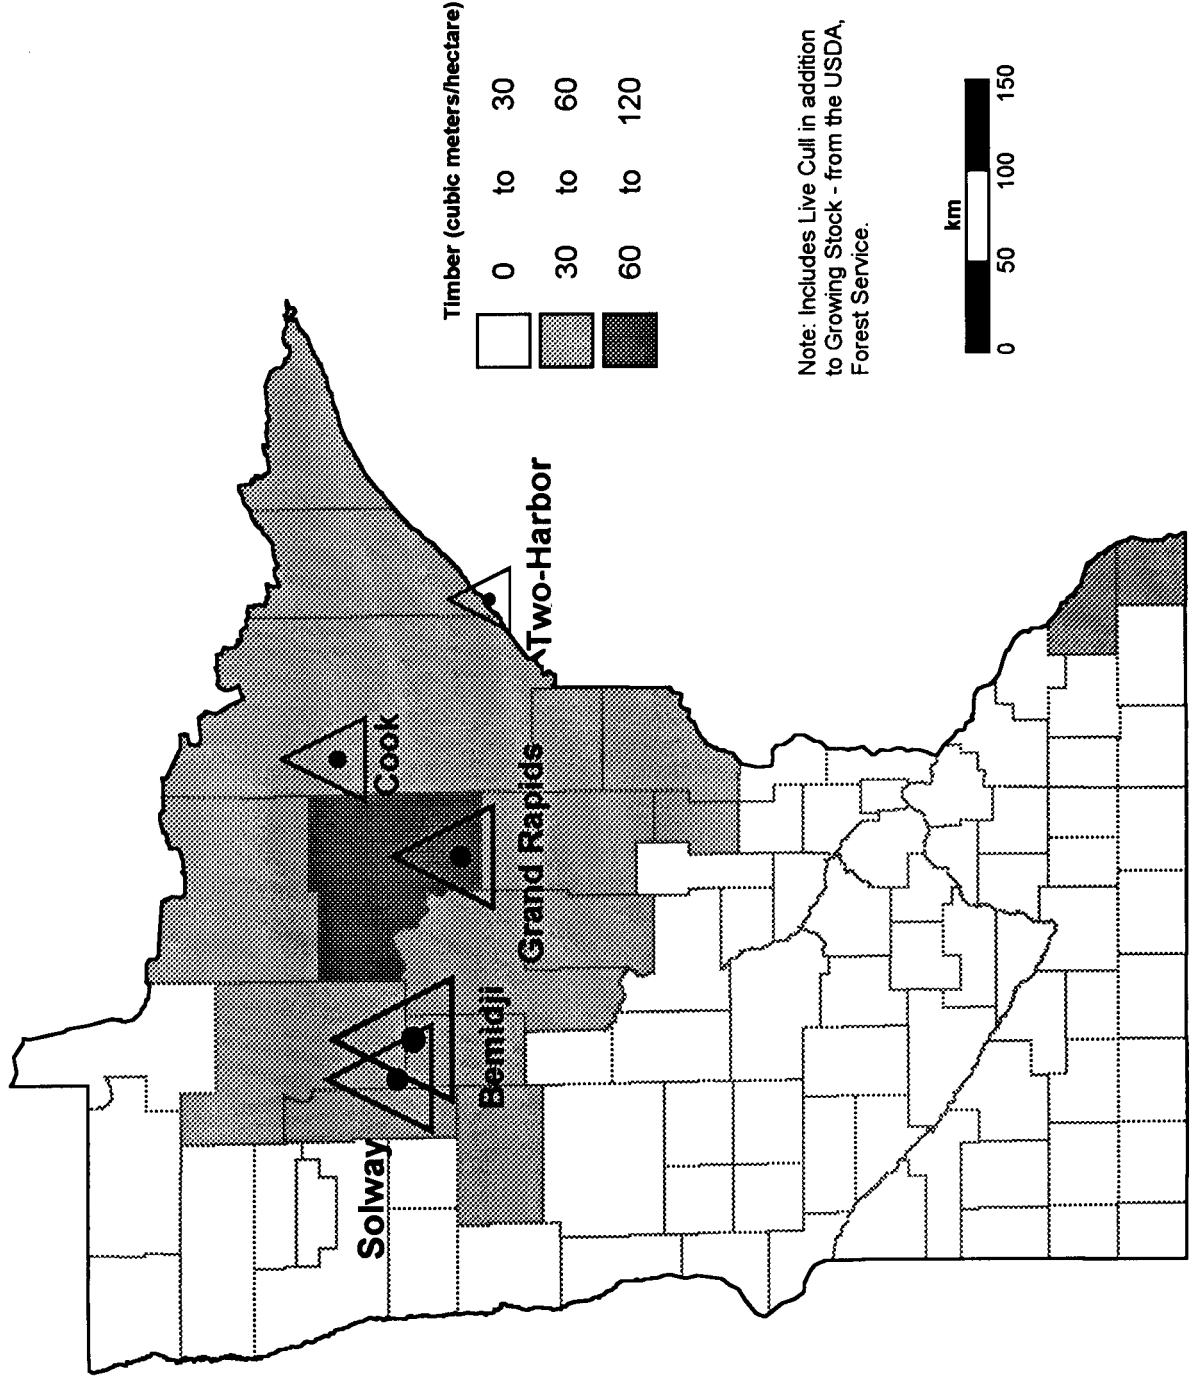 Timber (cubic meters/hectare)
0 to 30
30 to 60
60 to 120
Note: Includes Live Cull in addition
to Growing Stock - from the USDA,
Forest Service.
km
0 50 100 150
Solway
Bemidji
Cook
Grand Rapids
Two-Harbor